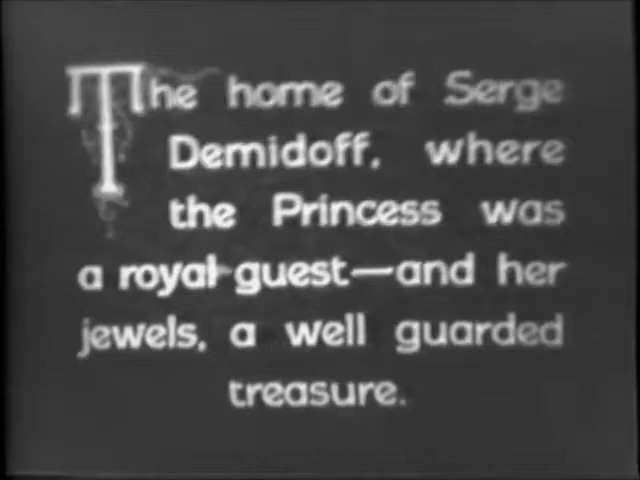 The home of Serge
Demidoff, where
the Princess was
a royal guest—and her
jewels, a well guarded
treasure.